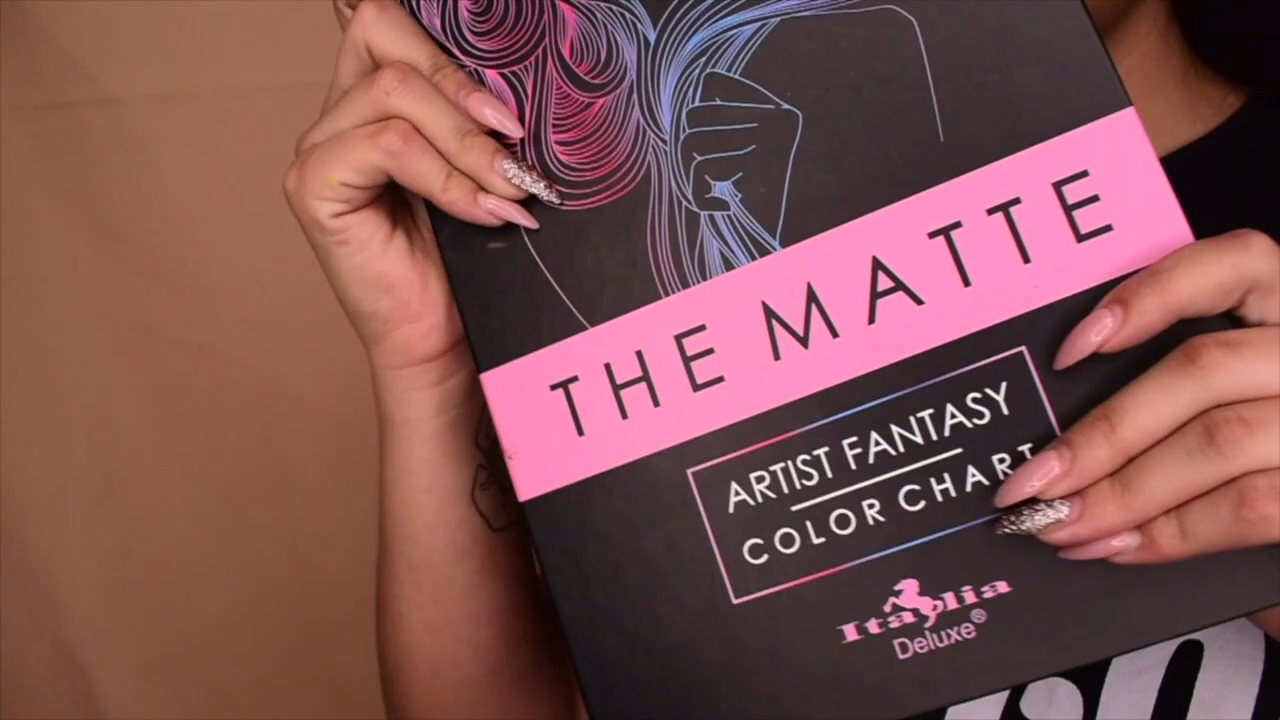 THE MATTE
ARTIST FANTASY
COLOR CHART
Italia
Deluxe®